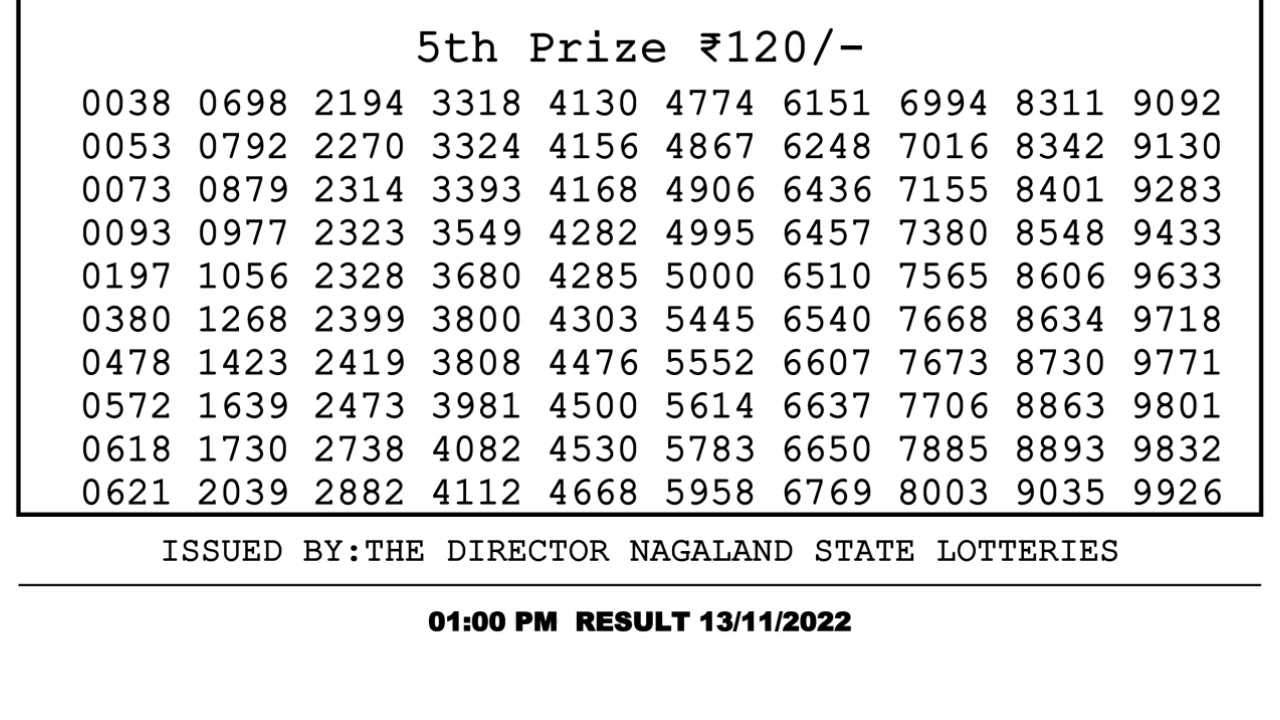 5th Prize ₹120/-
0038 0698 2194 3318 4130 4774 6151 6994 8311 9092
0053 0792 2270 3324 4156 4867 6248 7016 8342 9130
0073 0879 2314 3393 4168 4906 6436 7155 8401 9283
0093 0977 2323 3549 4282 4995 6457 7380 8548 9433
0197 1056 2328 3680 4285 5000 6510 7565 8606 9633
0380 1268 2399 3800 4303 5445 6540 7668 8634 9718
0478 1423 2419 3808 4476 5552 6607 7673 8730 9771
0572 1639 2473 3981 4500 5614 6637 7706 8863 9801
0618 1730 2738 4082 4530 5783 6650 7885 8893 9832
0621 2039 2882 4112 4668 5958 6769 8003 9035 9926
ISSUED BY:THE DIRECTOR NAGALAND STATE LOTTERIES
01:00 PM RESULT 13/11/2022